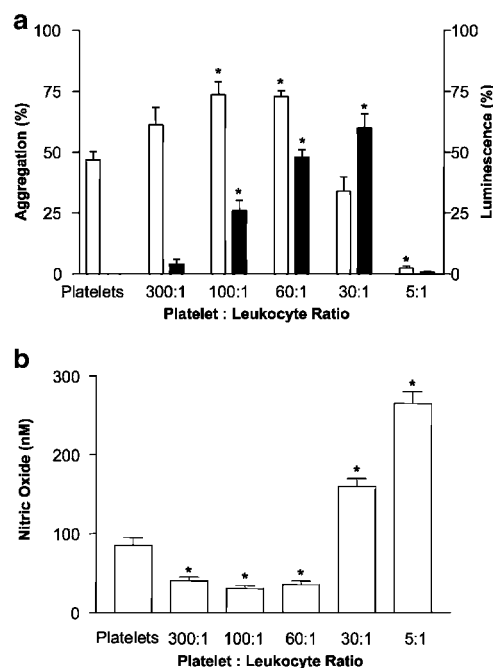 a
100
75
50
25
0
Aggregation (%)
100
75
50
25
0
Luminescence (%)
* * * * * *
Platelets 300:1 100:1 60:1 30:1 5:1
Platelet : Leukocyte Ratio
b
300
200
100
0
Nitric Oxide (nM)
* * * * *
Platelets 300:1 100:1 60:1 30:1 5:1
Platelet : Leukocyte Ratio